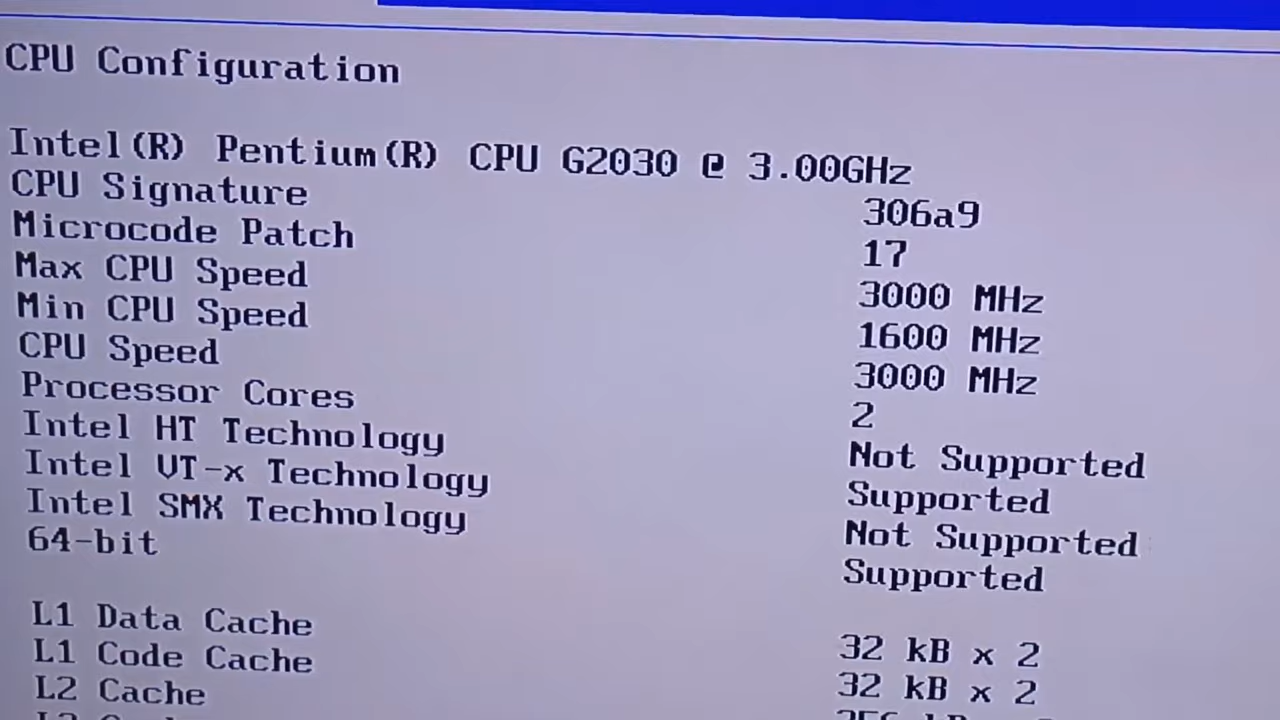 CPU Configuration
Intel(R) Pentium(R) CPU G2030 @ 3.00GHz
CPU Signature 306a9
Microcode Patch 17
Max CPU Speed 3000 MHz
Min CPU Speed 1600 MHz
CPU Speed 3000 MHz
Processor Cores 2
Intel HT Technology Not Supported
Intel VT-x Technology Supported
Intel SMX Technology Not Supported
64-bit Supported
L1 Data Cache 32 kB x 2
L1 Code Cache 32 kB x 2
L2 Cache